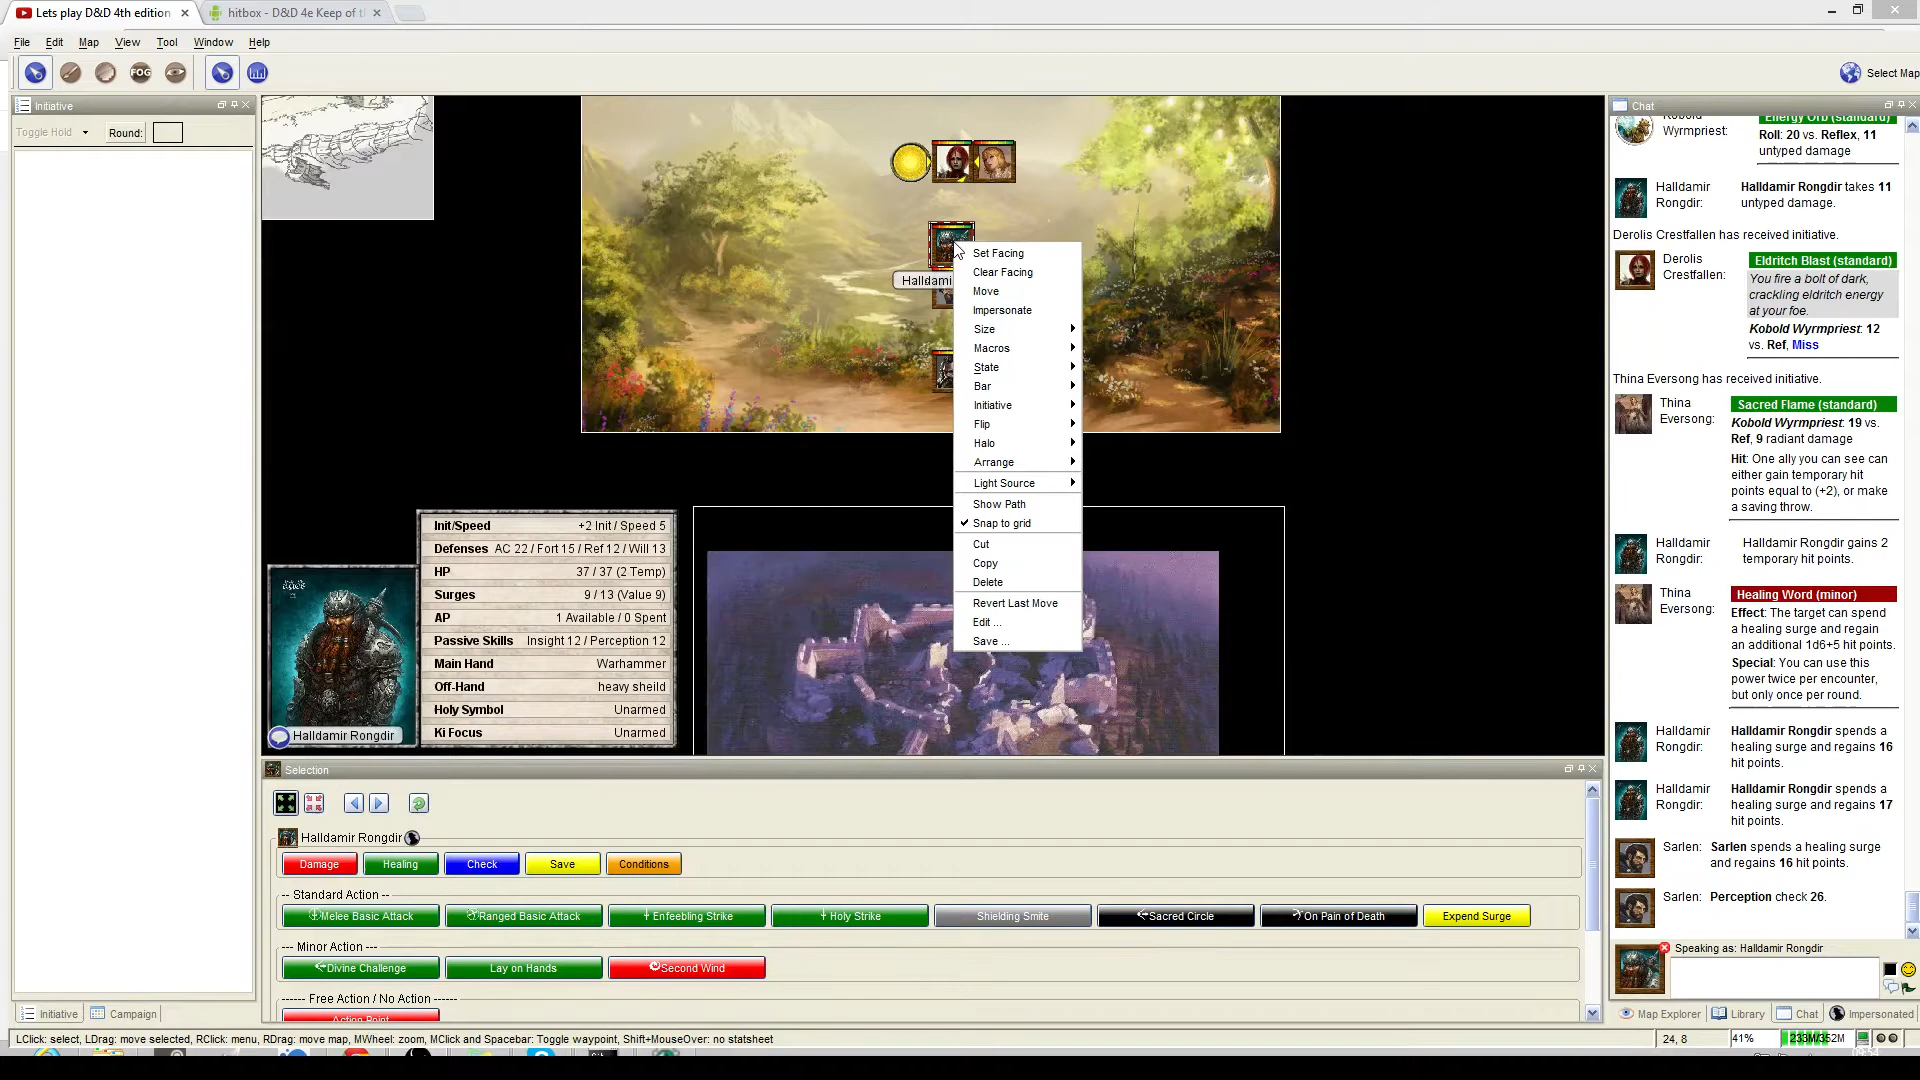 Lets play D&D 4th edition
hitbox - D&D 4e Keep of t
File Edit Map View Tool Window Help
FOG
Select Map
Initiative
Toggle Hold
Round:
Halldami
Set Facing
Clear Facing
Move
Impersonate
Size
Macros
State
Bar
Initiative
Flip
Halo
Arrange
Light Source
Show Path
Snap to grid
Cut
Copy
Delete
Revert Last Move
Edit ...
Save ...
Init/Speed +2 Init / Speed 5
Defenses AC 22 / Fort 15 / Ref 12 / Will 13
HP 37 / 37 (2 Temp)
Surges 9 / 13 (Value 9)
AP 1 Available / 0 Spent
Passive Skills Insight 12 / Perception 12
Main Hand Warhammer
Off-Hand heavy sheild
Holy Symbol Unarmed
Ki Focus Unarmed
Halldamir Rongdir
Selection
Halldamir Rongdir
Damage Healing Check Save Conditions
-- Standard Action --
Melee Basic Attack Ranged Basic Attack Enfeebling Strike Holy Strike Shielding Smite Sacred Circle On Pain of Death Expend Surge
--- Minor Action ---
Divine Challenge Lay on Hands Second Wind
------ Free Action / No Action ------
Action Point
Chat
Energy Orb (standard)
Kobold
Wyrmpriest:
Roll: 20 vs. Reflex, 11
untyped damage
Halldamir
Rongdir:
Halldamir Rongdir takes 11
untyped damage.
Derolis Crestfallen has received initiative.
Derolis
Crestfallen:
Eldritch Blast (standard)
You fire a bolt of dark,
crackling eldritch energy
at your foe.
Kobold Wyrmpriest: 12
vs. Ref, Miss
Thina Eversong has received initiative.
Thina
Eversong:
Sacred Flame (standard)
Kobold Wyrmpriest: 19 vs.
Ref, 9 radiant damage
Hit: One ally you can see can
either gain temporary hit
points equal to (+2), or make
a saving throw.
Halldamir
Rongdir:
Halldamir Rongdir gains 2
temporary hit points.
Thina
Eversong:
Healing Word (minor)
Effect: The target can spend
a healing surge and regain
an additional 1d6+5 hit points.
Special: You can use this
power twice per encounter,
but only once per round.
Halldamir
Rongdir:
Halldamir Rongdir spends a
healing surge and regains 16
hit points.
Halldamir
Rongdir:
Halldamir Rongdir spends a
healing surge and regains 17
hit points.
Sarlen:
Sarlen spends a healing surge
and regains 16 hit points.
Sarlen:
Perception check 26.
Speaking as: Halldamir Rongdir
Initiative Campaign
Map Explorer Library Chat Impersonated
LClick: select, LDrag: move selected, RClick: menu, RDrag: move map, MWheel: zoom, MClick and Spacebar: Toggle waypoint, Shift+MouseOver: no statsheet
24, 8 41% 233M/352M